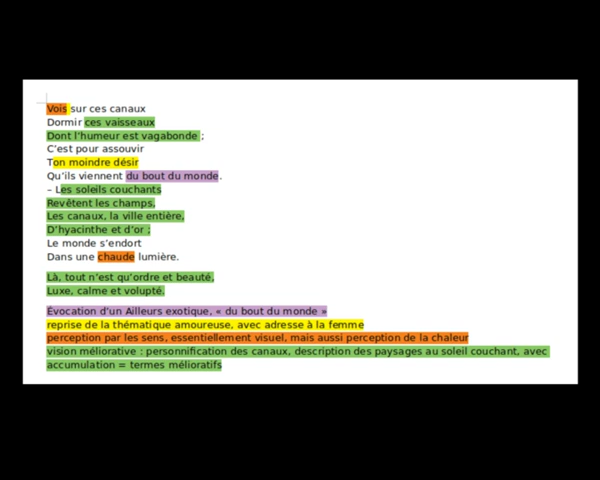 Vois sur ces canaux
Dormir ces vaisseaux
Dont l'humeur est vagabonde ;
C'est pour assouvir
Ton moindre désir
Qu'ils viennent du bout du monde.
– Les soleils couchants
Revêtent les champs,
Les canaux, la ville entière,
D'hyacinthe et d'or ;
Le monde s'endort
Dans une chaude lumière.
Là, tout n'est qu'ordre et beauté,
Luxe, calme et volupté.
Évocation d'un Ailleurs exotique, « du bout du monde »
reprise de la thématique amoureuse, avec adresse à la femme
perception par les sens, essentiellement visuel, mais aussi perception de la chaleur
vision méliorative : personnification des canaux, description des paysages au soleil couchant, avec
accumulation = termes mélioratifs